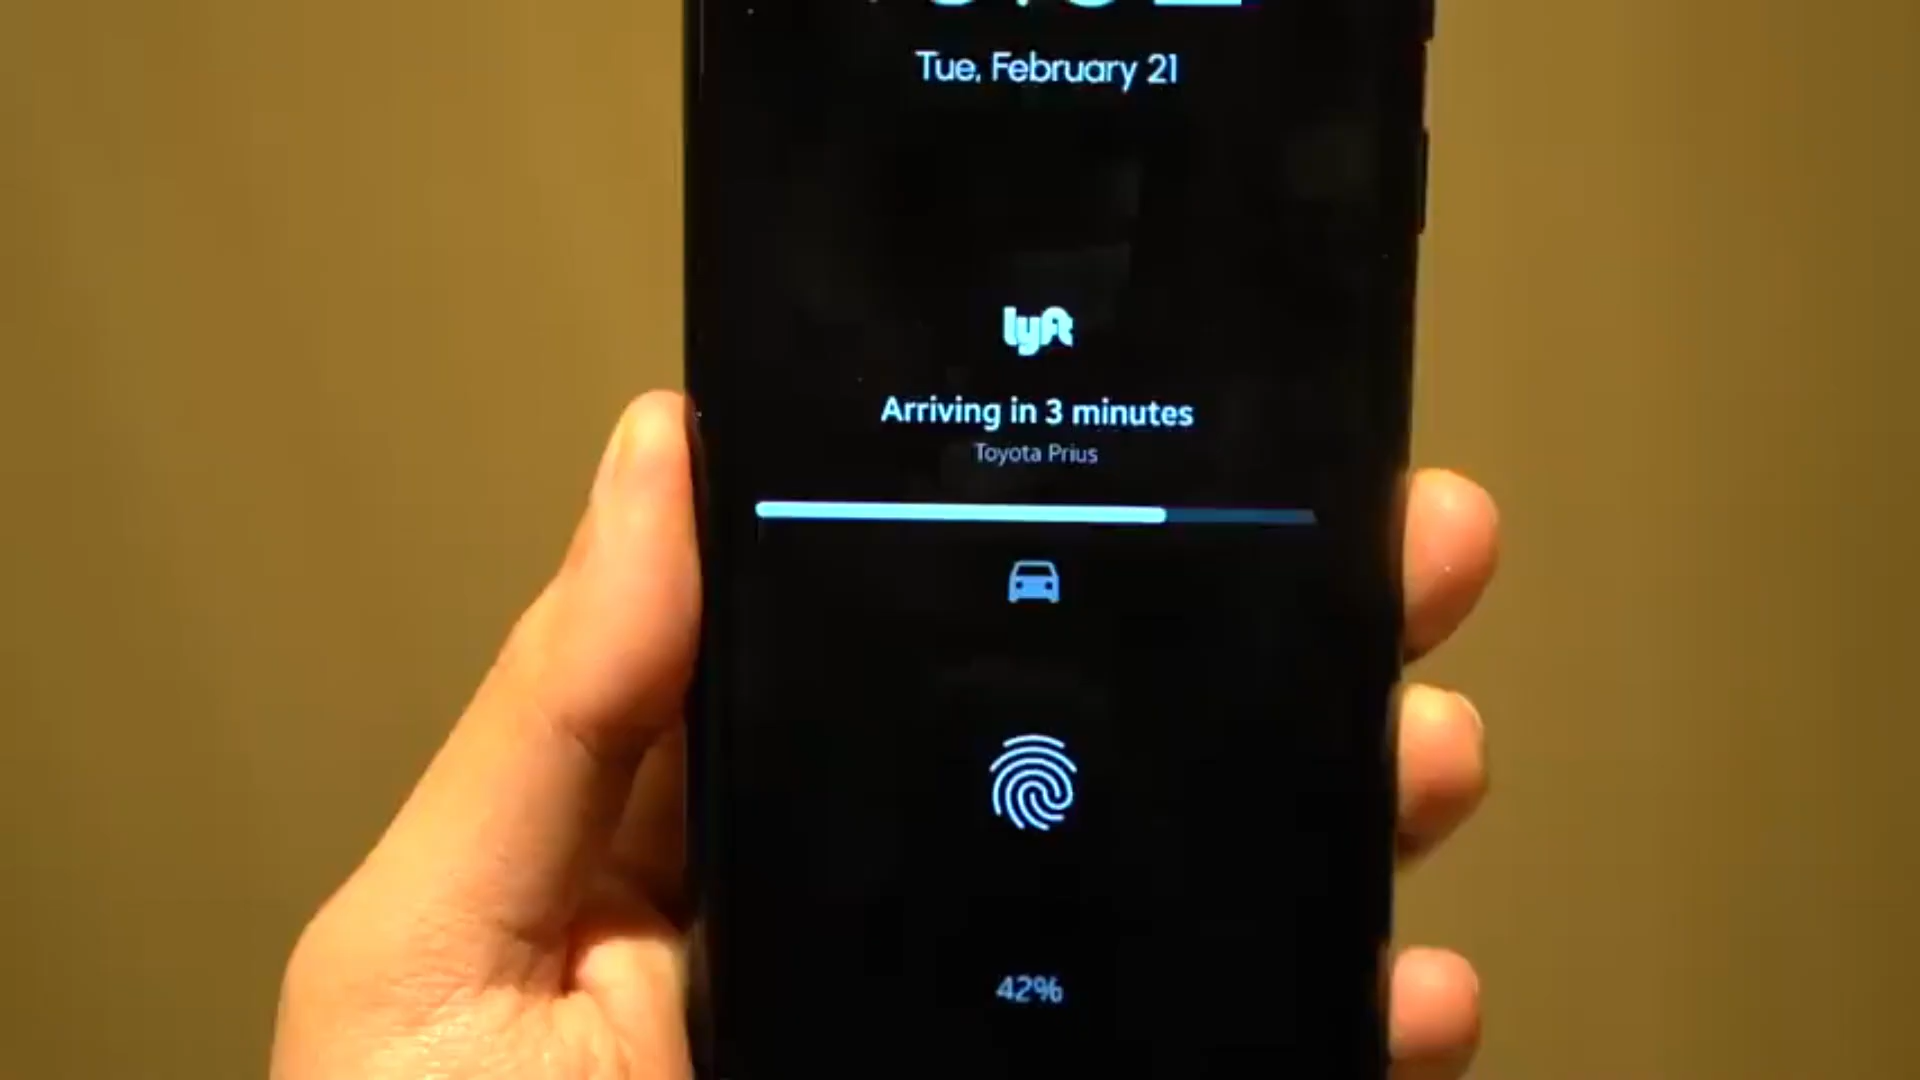 Tue, February 21
lyft
Arriving in 3 minutes
Toyota Prius
42%